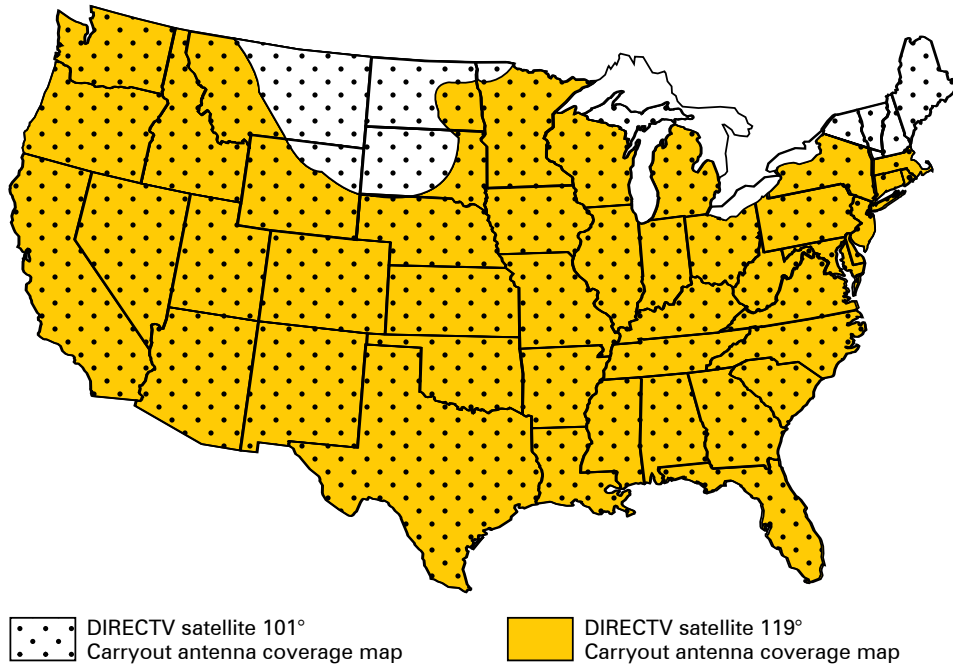 DIRECTV satellite 101°
Carryout antenna coverage map
DIRECTV satellite 119°
Carryout antenna coverage map